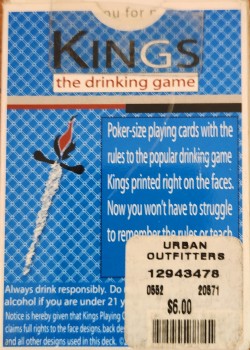 ou for
KINGS
the drinking game
Poker-size playing cards with the
rules to the popular drinking game
Kings printed right on the faces.
Now you won't have to struggle
to remember the rules or teach
Always drink responsibly. Do
alcohol if you are under 21 y
Notice is hereby given that Kings Playing C
claims full rights to the face designs, back de
and all other designs used in this deck. ©
URBAN
OUTFITTERS
12943478
0552 20571
$6.00